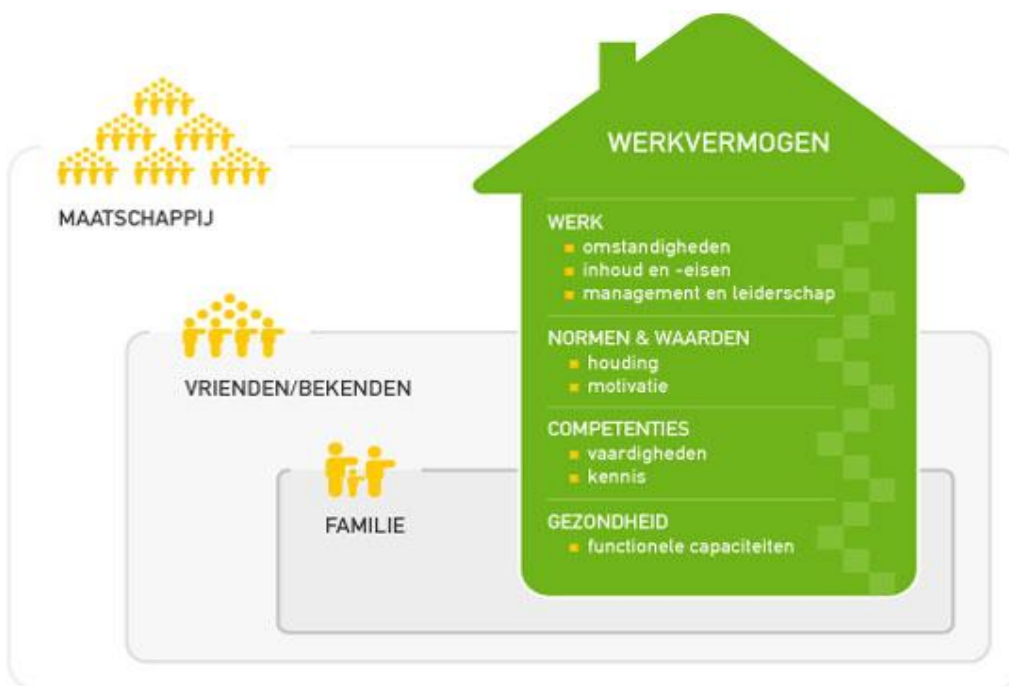 MAATSCHAPPIJ
VRIENDEN/BEKENDEN
FAMILIE
WERKVERMOGEN
WERK
omstandigheden
inhoud en -eisen
management en leiderschap
NORMEN & WAARDEN
houding
motivatie
COMPETENTIES
vaardigheden
kennis
GEZONDHEID
functionele capaciteiten